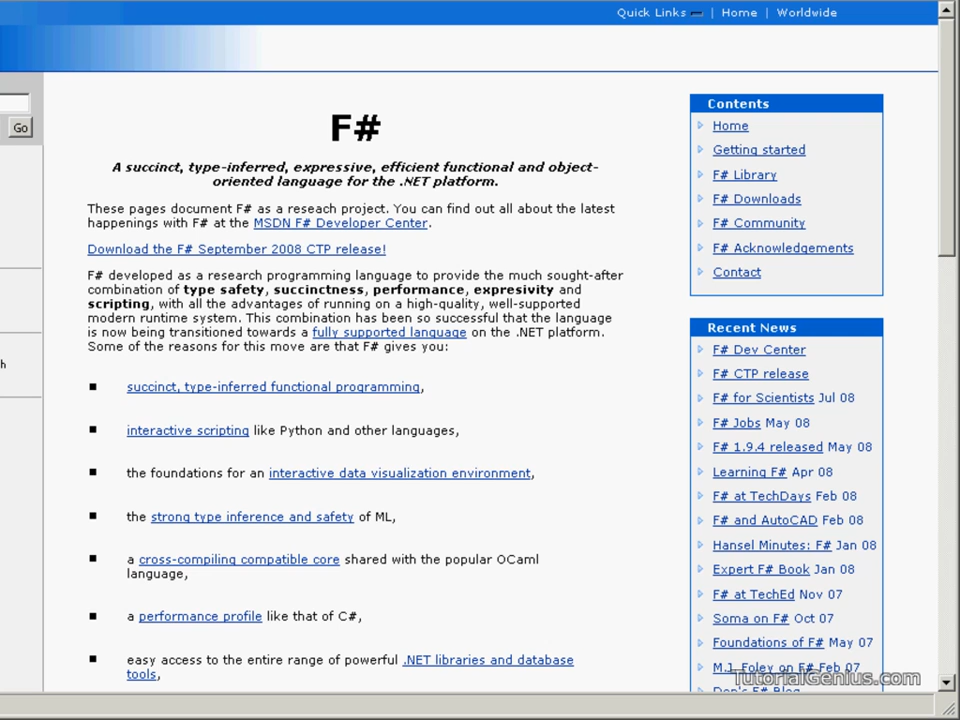 Quick Links | Home | Worldwide
Go
h
F#
A succinct, type-inferred, expressive, efficient functional and object-
oriented language for the .NET platform.
These pages document F# as a reseach project. You can find out all about the latest
happenings with F# at the MSDN F# Developer Center.
Download the F# September 2008 CTP release!
F# developed as a research programming language to provide the much sought-after
combination of type safety, succinctness, performance, expresivity and
scripting, with all the advantages of running on a high-quality, well-supported
modern runtime system. This combination has been so successful that the language
is now being transitioned towards a fully supported language on the .NET platform.
Some of the reasons for this move are that F# gives you:
succinct, type-inferred functional programming,
interactive scripting like Python and other languages,
the foundations for an interactive data visualization environment,
the strong type inference and safety of ML,
a cross-compiling compatible core shared with the popular OCaml
language,
a performance profile like that of C#,
easy access to the entire range of powerful .NET libraries and database
tools,
Contents
Home
Getting started
F# Library
F# Downloads
F# Community
F# Acknowledgements
Contact
Recent News
F# Dev Center
F# CTP release
F# for Scientists Jul 08
F# Jobs May 08
F# 1.9.4 released May 08
Learning F# Apr 08
F# at TechDays Feb 08
F# and AutoCAD Feb 08
Hansel Minutes: F# Jan 08
Expert F# Book Jan 08
F# at TechEd Nov 07
Soma on F# Oct 07
Foundations of F# May 07
M.J. Foley on F# Feb 07
Don's F# Blog
TutorialGenius.com